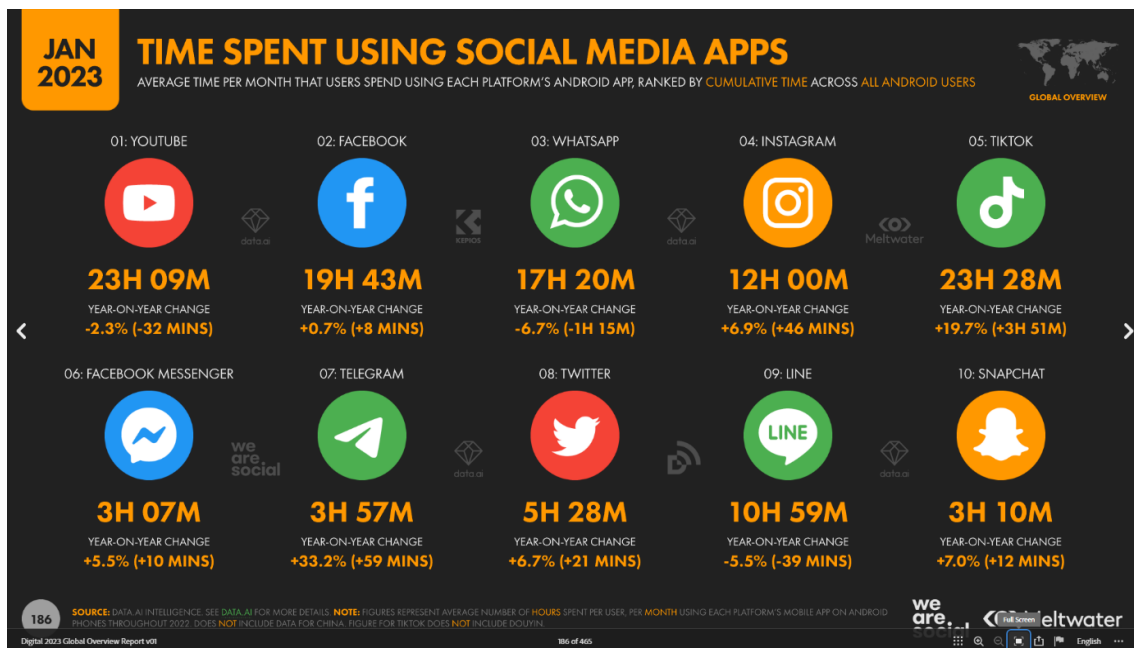 JAN
2023
TIME SPENT USING SOCIAL MEDIA APPS
AVERAGE TIME PER MONTH THAT USERS SPEND USING EACH PLATFORM'S ANDROID APP, RANKED BY CUMULATIVE TIME ACROSS ALL ANDROID USERS
GLOBAL OVERVIEW
01: YOUTUBE
02: FACEBOOK
03: WHATSAPP
04: INSTAGRAM
05: TIKTOK
data.ai
KEPIOS
data.ai
Meltwater
23H 09M
19H 43M
17H 20M
12H 00M
23H 28M
YEAR-ON-YEAR CHANGE
YEAR-ON-YEAR CHANGE
YEAR-ON-YEAR CHANGE
YEAR-ON-YEAR CHANGE
YEAR-ON-YEAR CHANGE
-2.3% (-32 MINS)
+0.7% (+8 MINS)
-6.7% (-1H 15M)
+6.9% (+46 MINS)
+19.7% (+3H 51M)
06: FACEBOOK MESSENGER
07: TELEGRAM
08: TWITTER
09: LINE
10: SNAPCHAT
LINE
we
are.
social
data.ai
data.ai
3H 07M
3H 57M
5H 28M
10H 59M
3H 10M
YEAR-ON-YEAR CHANGE
YEAR-ON-YEAR CHANGE
YEAR-ON-YEAR CHANGE
YEAR-ON-YEAR CHANGE
YEAR-ON-YEAR CHANGE
+5.5% (+10 MINS)
+33.2% (+59 MINS)
+6.7% (+21 MINS)
-5.5% (-39 MINS)
+7.0% (+12 MINS)
186
SOURCE: DATA.AI INTELLIGENCE. SEE DATA.AI FOR MORE DETAILS. NOTE: FIGURES REPRESENT AVERAGE NUMBER OF HOURS SPENT PER USER, PER MONTH USING EACH PLATFORM'S MOBILE APP ON ANDROID
PHONES THROUGHOUT 2022. DOES NOT INCLUDE DATA FOR CHINA. FIGURE FOR TIKTOK DOES NOT INCLUDE DOUYIN.
we
are.
social
eltwater
Full Screen
Digital 2023 Global Overview Report v01
186 of 465
English